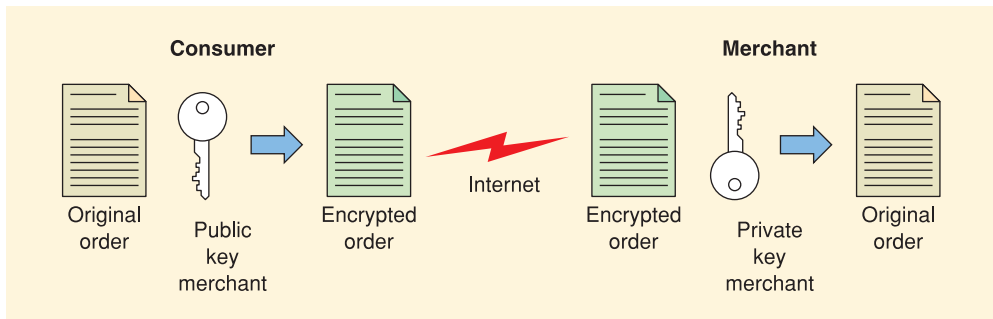 Consumer
Merchant
Original
order
Public
key
merchant
Encrypted
order
Internet
Encrypted
order
Private
key
merchant
Original
order